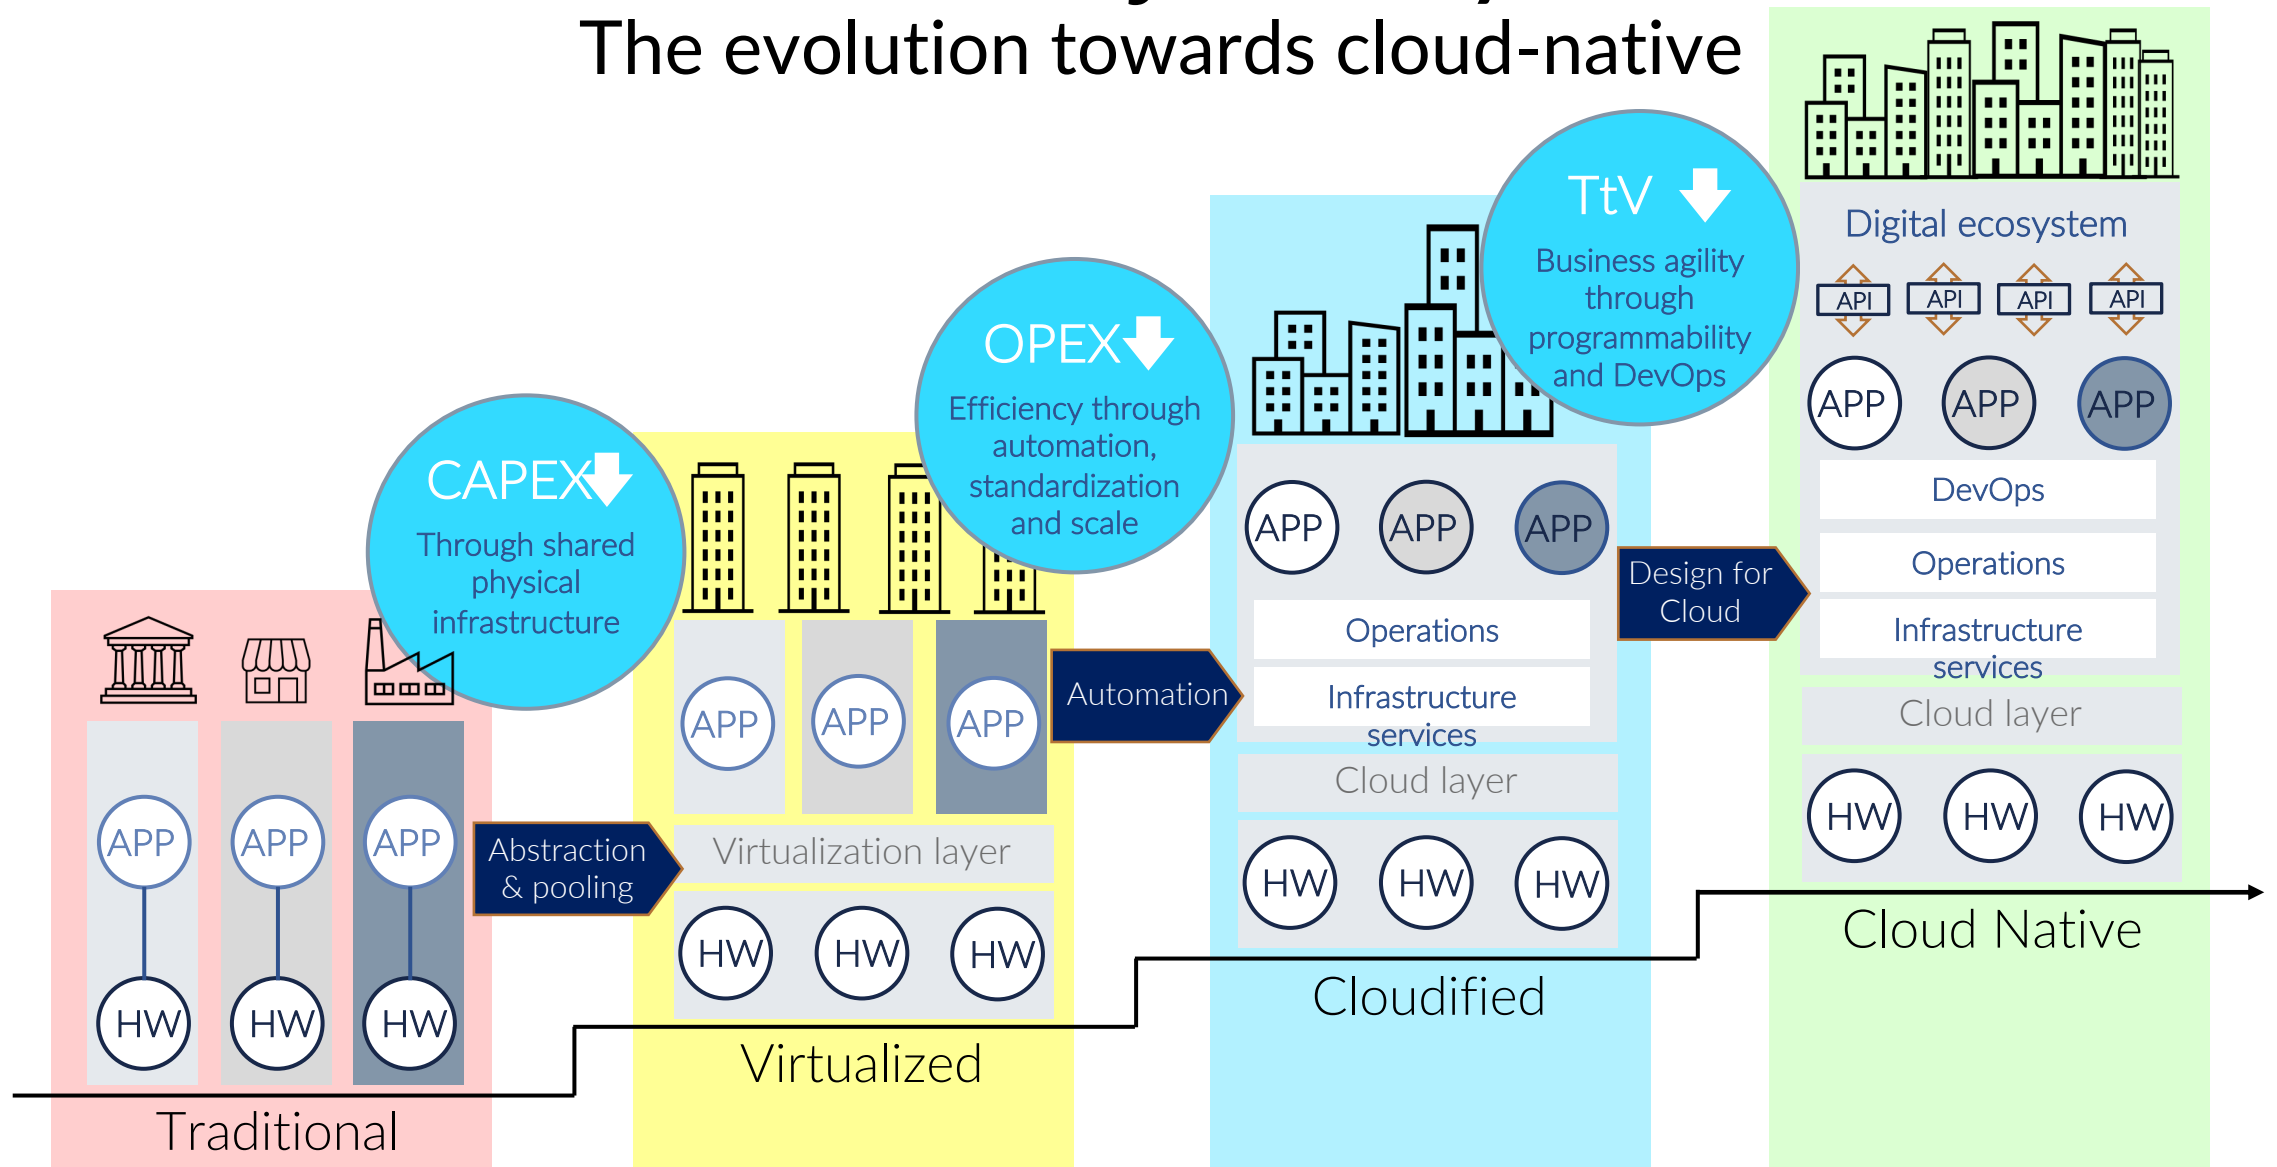 The evolution towards cloud-native
CAPEX
Through shared
physical
infrastructure
OPEX
Efficiency through
automation,
standardization
and scale
TtV
Business agility
through
programmability
and DevOps
APP
APP
APP
HW
HW
HW
Traditional
Abstraction
& pooling
APP
APP
APP
Virtualization layer
HW
HW
HW
Virtualized
Automation
APP
APP
APP
Operations
Infrastructure
services
Cloud layer
HW
HW
HW
Cloudified
Design for
Cloud
Digital ecosystem
API
API
API
API
APP
APP
APP
DevOps
Operations
Infrastructure
services
Cloud layer
HW
HW
HW
Cloud Native